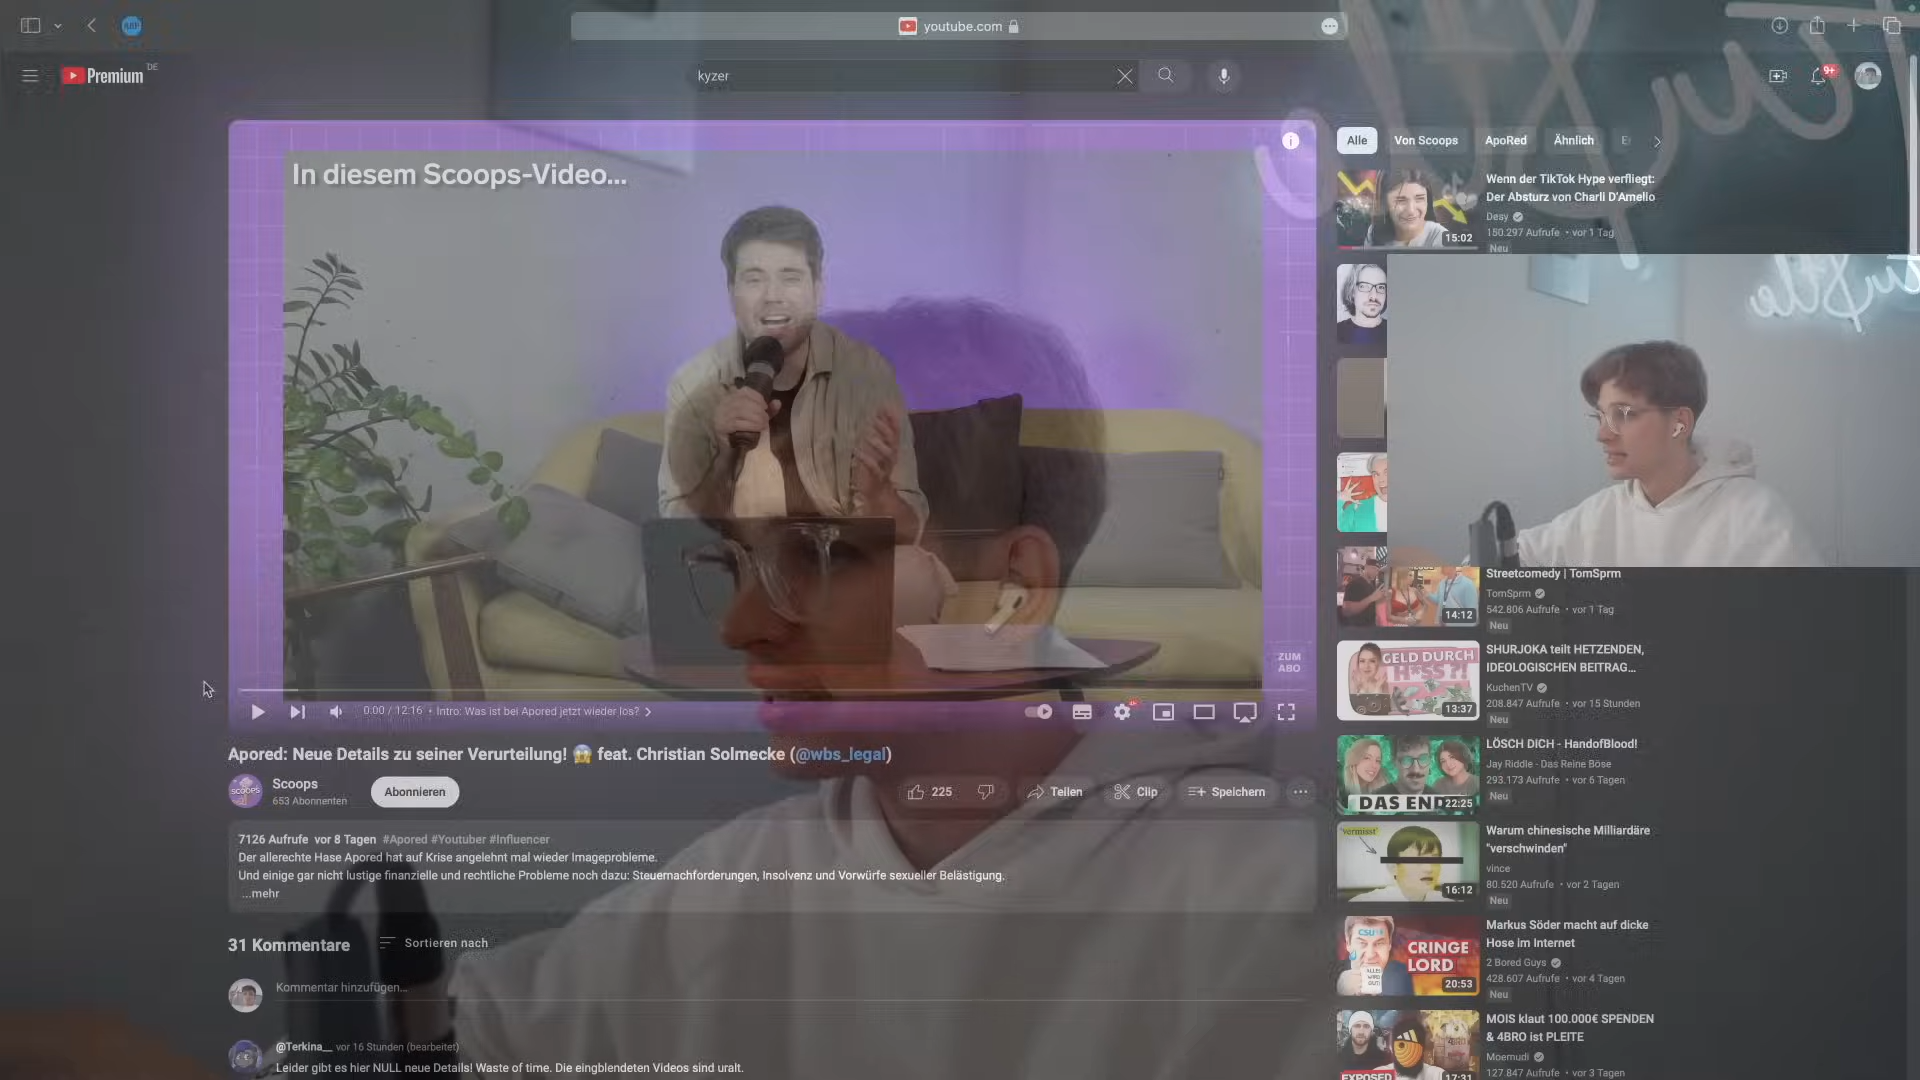 youtube.com
ABP
Premium
DE
kyzer
9+
In diesem Scoops-Video...
ZUM
ABO
0:00 / 12:16 • Intro: Was ist bei Apored jetzt wieder los?
Apored: Neue Details zu seiner Verurteilung! 😱 feat. Christian Solmecke (@wbs_legal)
SCOOPS
Scoops
653 Abonnenten
Abonnieren
225
Teilen
Clip
Speichern
7126 Aufrufe vor 8 Tagen #Apored #Youtuber #Influencer
Der allerechte Hase Apored hat auf Krise angelehnt mal wieder Imageprobleme.
Und einige gar nicht lustige finanzielle und rechtliche Probleme noch dazu: Steuernachforderungen, Insolvenz und Vorwürfe sexueller Belästigung.
...mehr
31 Kommentare
Sortieren nach
Kommentar hinzufügen...
@Terkina__ vor 16 Stunden (bearbeitet)
Leider gibt es hier NULL neue Details! Waste of time. Die eingblendeten Videos sind uralt.
Alle
Von Scoops
ApoRed
Ähnlich
15:02
Wenn der TikTok Hype verfliegt:
Der Absturz von Charli D'Amelio
Desy
150.297 Aufrufe • vor 1 Tag
Neu
14:12
Streetcomedy | TomSprm
TomSprm
542.806 Aufrufe • vor 1 Tag
Neu
GELD DURCH
13:37
SHURJOKA teilt HETZENDEN,
IDEOLOGISCHEN BEITRAG...
KuchenTV
208.847 Aufrufe • vor 15 Stunden
Neu
DAS END
22:25
LÖSCH DICH - HandofBlood!
Jay Riddle - Das Reine Böse
293.173 Aufrufe • vor 6 Tagen
Neu
"vermisst"
16:12
Warum chinesische Milliardäre
"verschwinden"
vince
80.520 Aufrufe • vor 2 Tagen
Neu
CSU
CRINGE
LORD
20:53
Markus Söder macht auf dicke
Hose im Internet
2 Bored Guys
428.607 Aufrufe • vor 4 Tagen
Neu
EXPOSED
17:31
MOIS klaut 100.000€ SPENDEN
& 4BRO ist PLEITE
Moemudi
127.847 Aufrufe • vor 3 Tagen